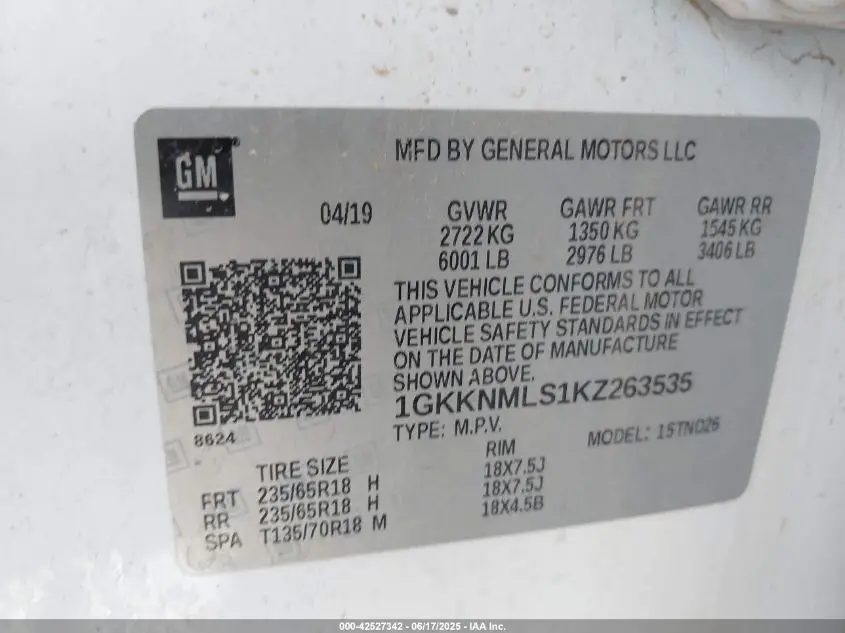 GM
MFD BY GENERAL MOTORS LLC
04/19
GVWR GAWR FRT GAWR RR
2722 KG 1350 KG 1545 KG
6001 LB 2976 LB 3406 LB
THIS VEHICLE CONFORMS TO ALL
APPLICABLE U.S. FEDERAL MOTOR
VEHICLE SAFETY STANDARDS IN EFFECT
ON THE DATE OF MANUFACTURE
SHOWN ABOVE.
1GKKNMLS1KZ263535
8624
TYPE: M.P.V. MODEL: 1STNO26
TIRE SIZE RIM
FRT 235/65R18 H 18X7.5J
RR 235/65R18 H 18X7.5J
SPA T135/70R18 M 18X4.5B
000-42527342 - 06/17/2025 - IAA Inc.